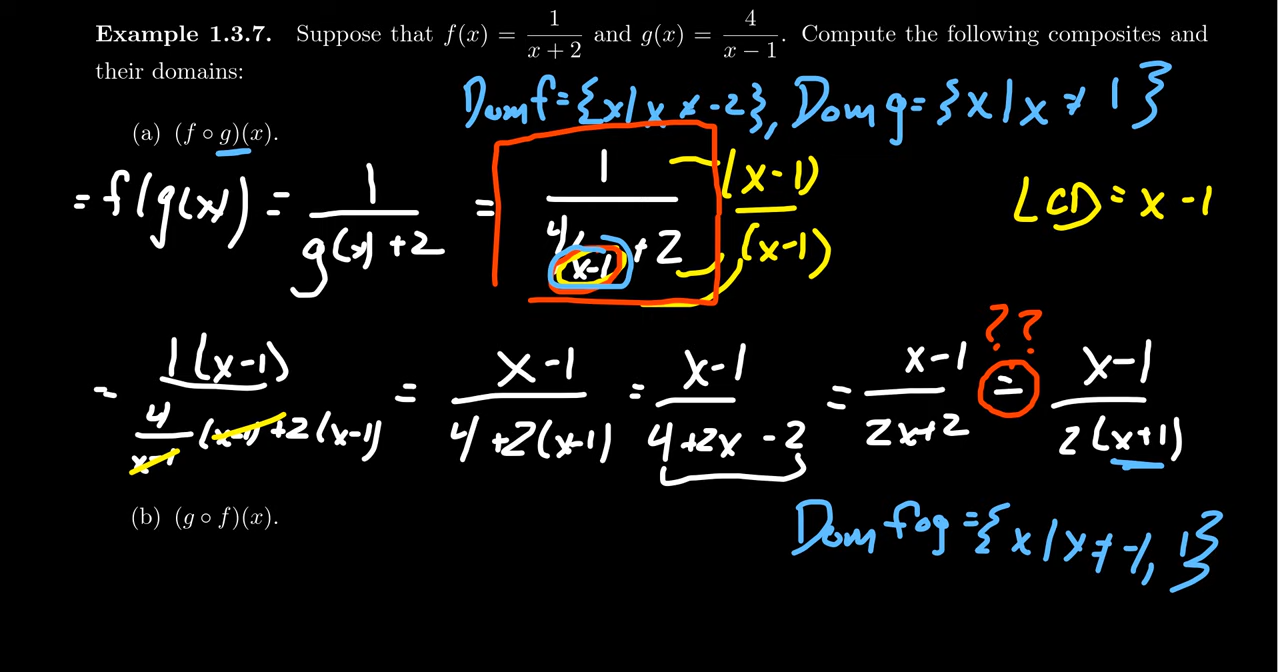 Example 1.3.7. Suppose that f(x) = 1/(x + 2) and g(x) = 4/(x − 1). Compute the following composites and
their domains:
Dom f = {x | x ≠ -2}, Dom g = {x | x ≠ 1}
(a) (f ∘ g)(x).
= f(g(x)) = 1/(g(x) + 2) = 1/(4/(x-1) + 2) (x-1)/(x-1) LCD = x - 1
??
= 1(x-1)/(4/(x-1) (x-1) + 2(x-1)) = (x-1)/(4+2(x-1)) = (x-1)/(4+2x-2) = (x-1)/(2x+2) = (x-1)/(2(x+1))
(b) (g ∘ f)(x).
Dom fog = {x | x ≠ -1, 1}